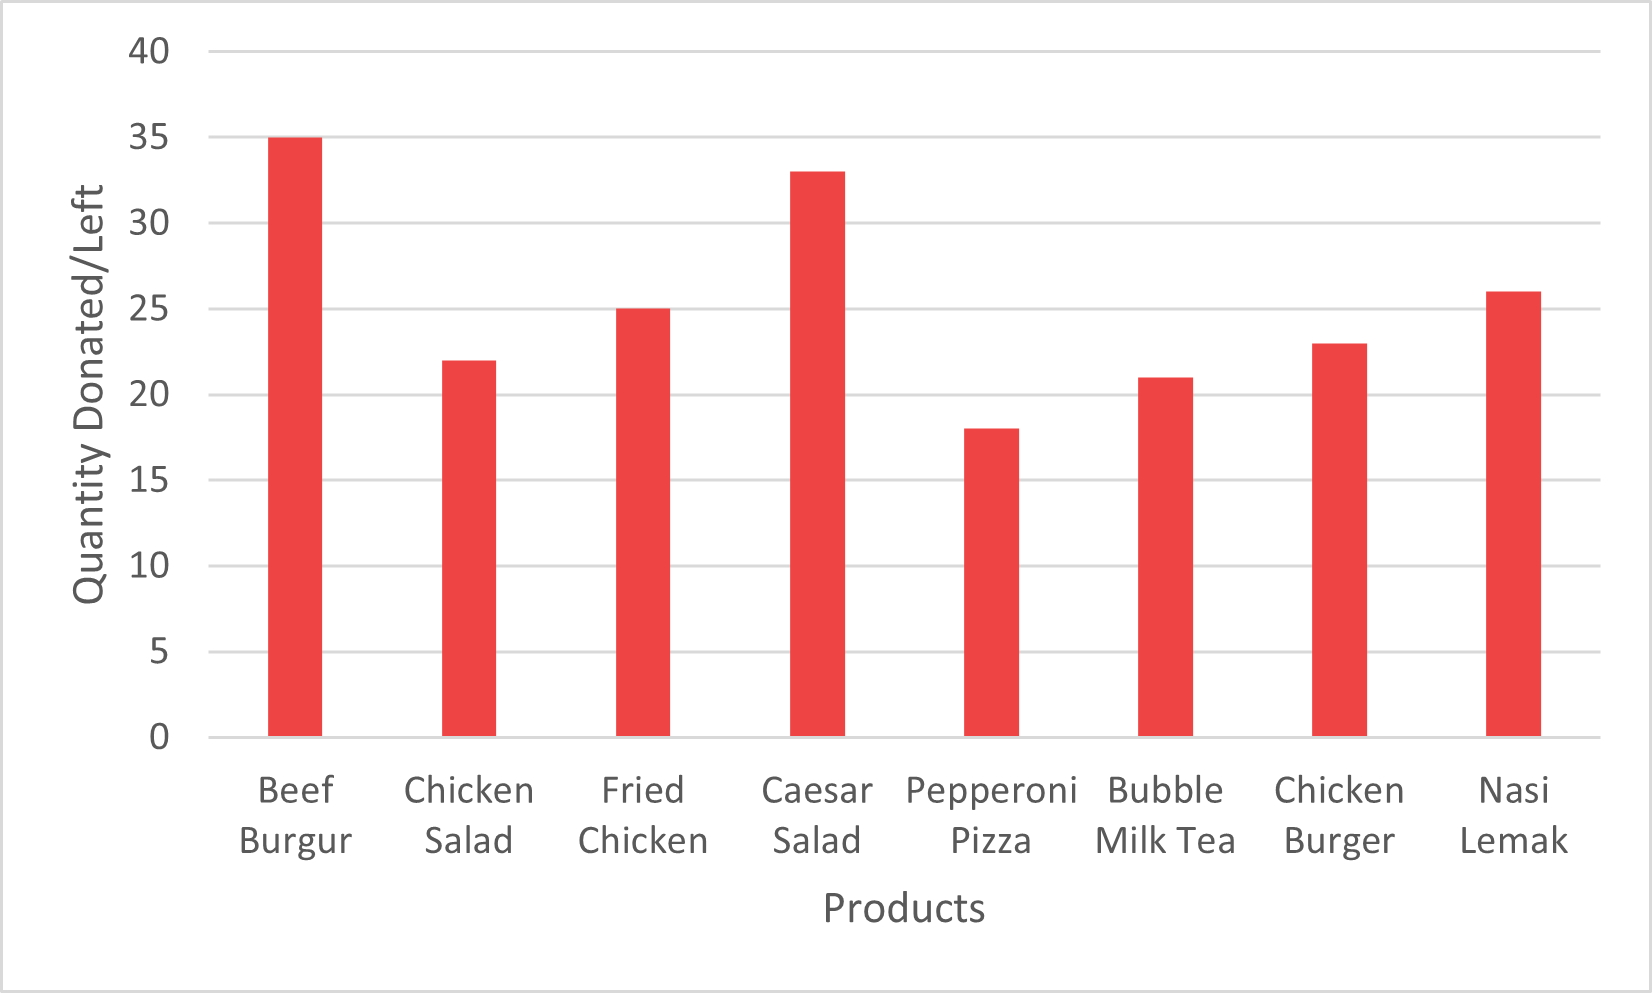 Quantity Donated/Left
40
35
30
25
20
15
10
5
0
Beef Burgur
Chicken Salad
Fried Chicken
Caesar Salad
Pepperoni Pizza
Bubble Milk Tea
Chicken Burger
Nasi Lemak
Products